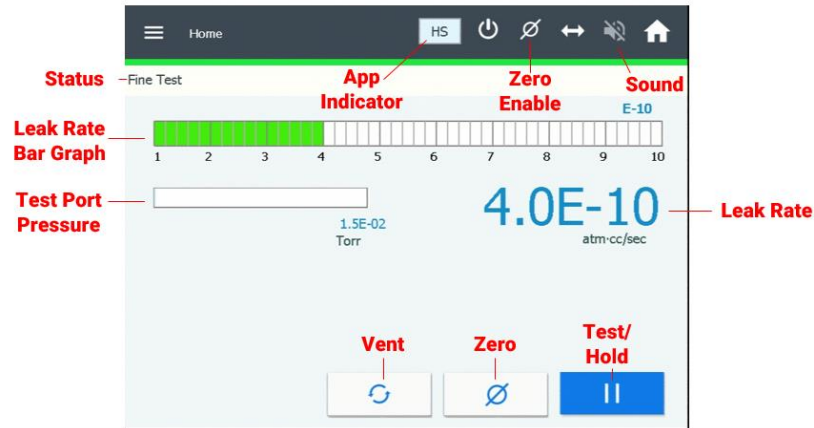 Home
HS
Status
Fine Test
App
Indicator
Zero
Enable
Sound
E-10
Leak Rate
Bar Graph
1 2 3 4 5 6 7 8 9 10
Test Port
Pressure
1.5E-02
Torr
4.0E-10
atm·cc/sec
Leak Rate
Vent
Zero
Test/
Hold